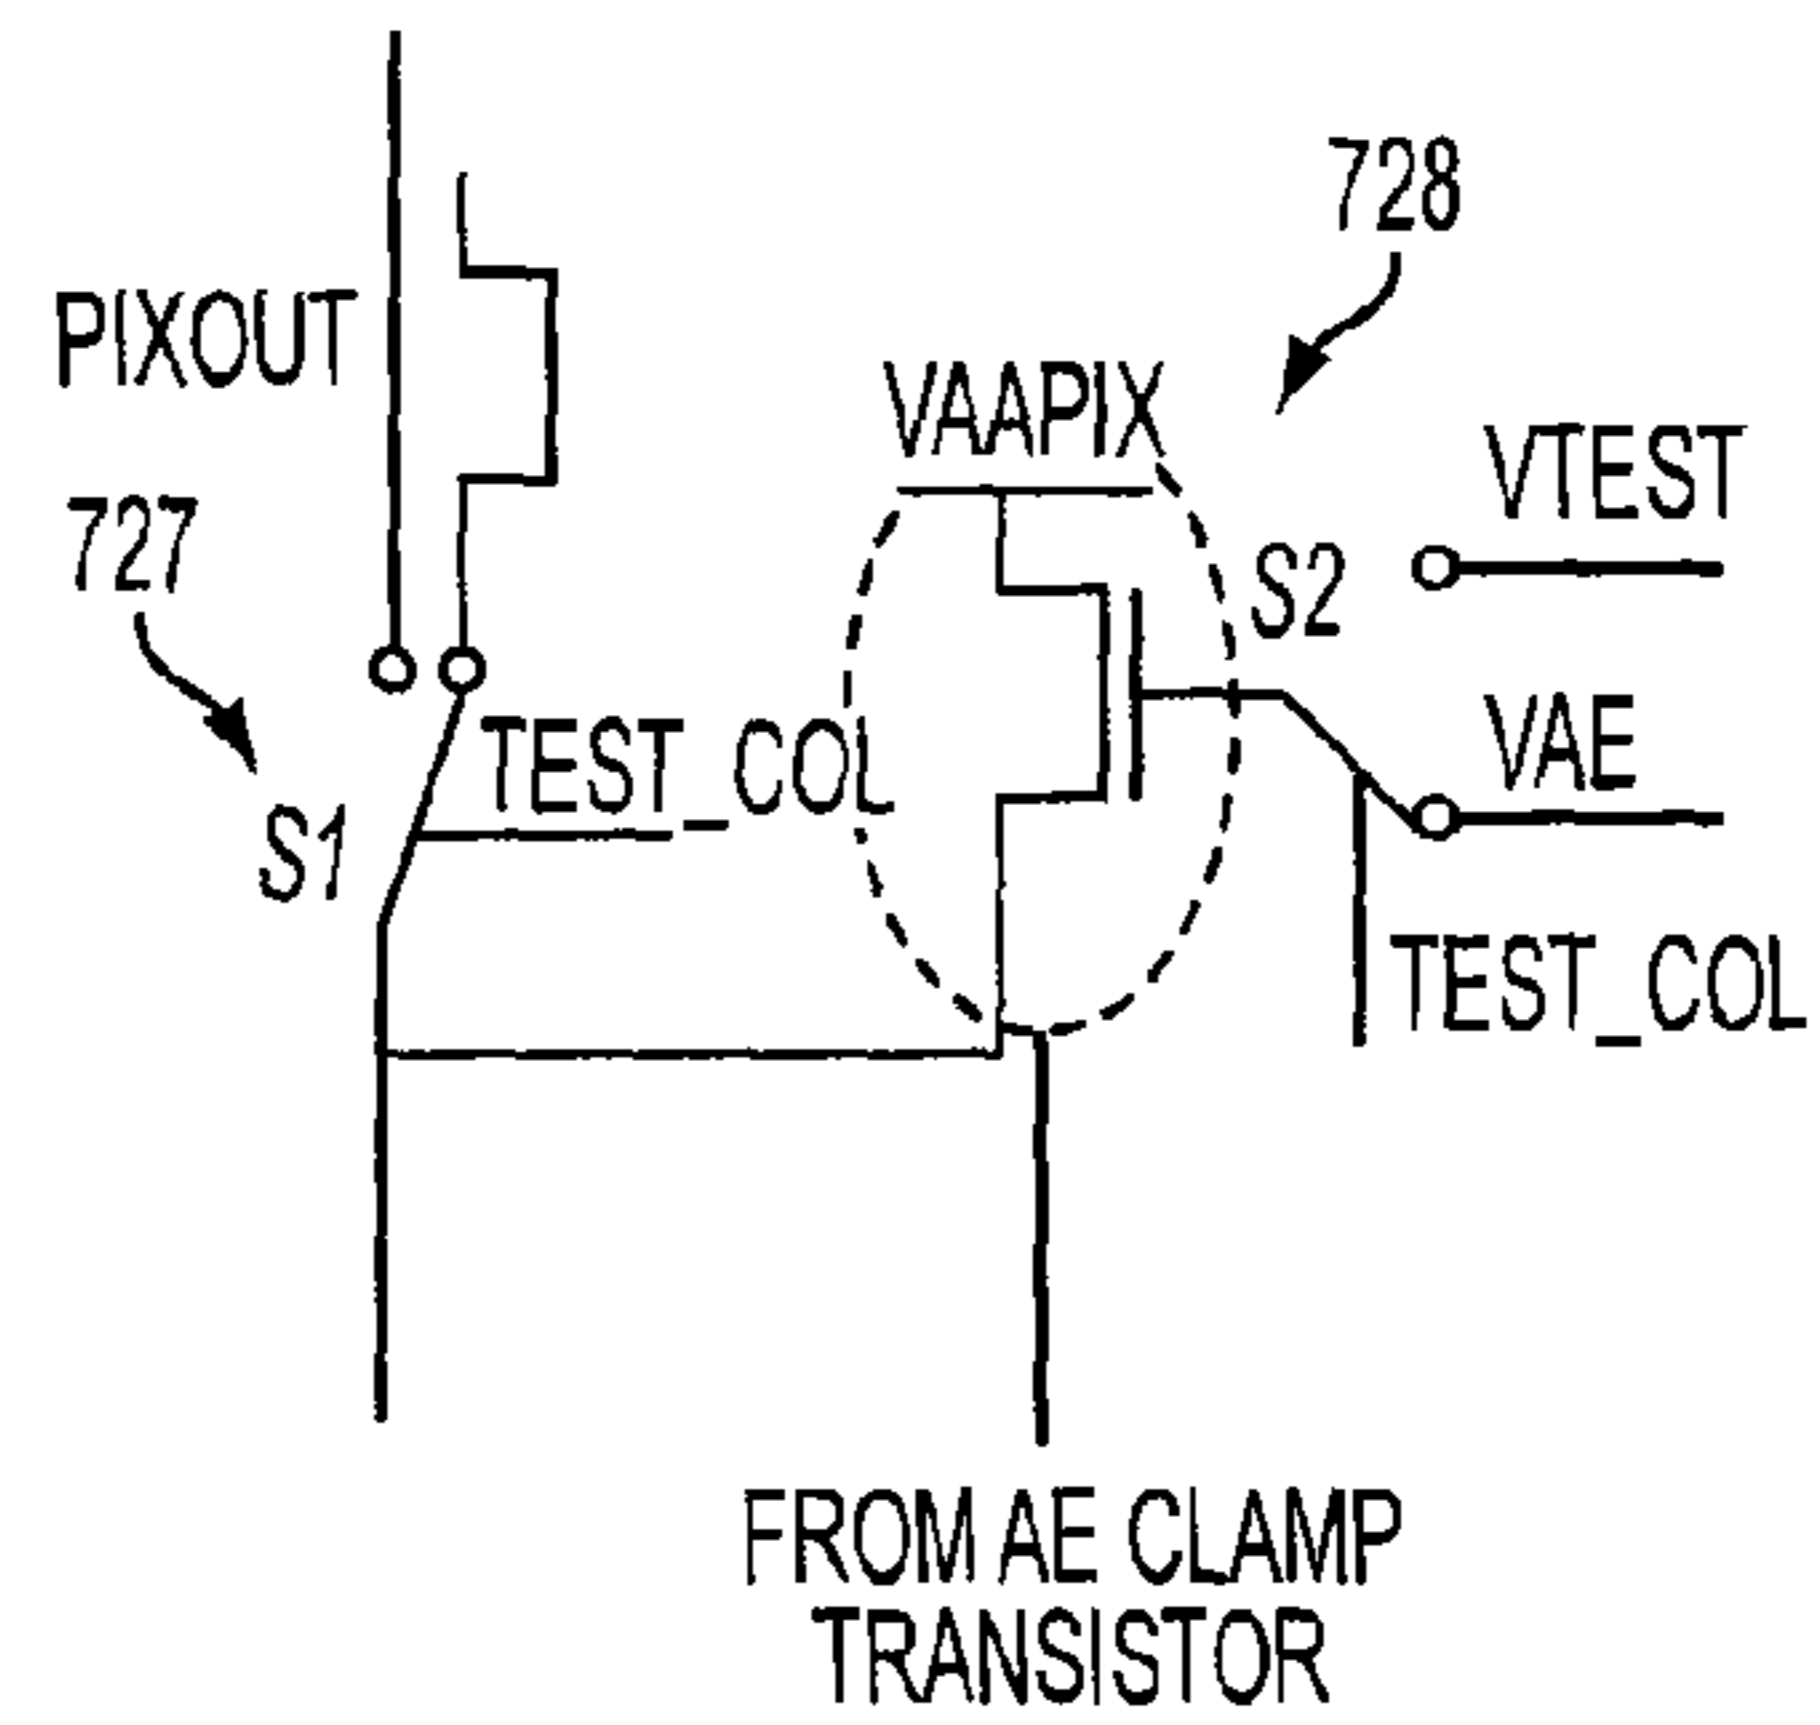 728
PIXOUT
VAAPIX
VTEST
727
S2
TEST_COL
VAE
S1
TEST_COL
FROM AE CLAMP
TRANSISTOR